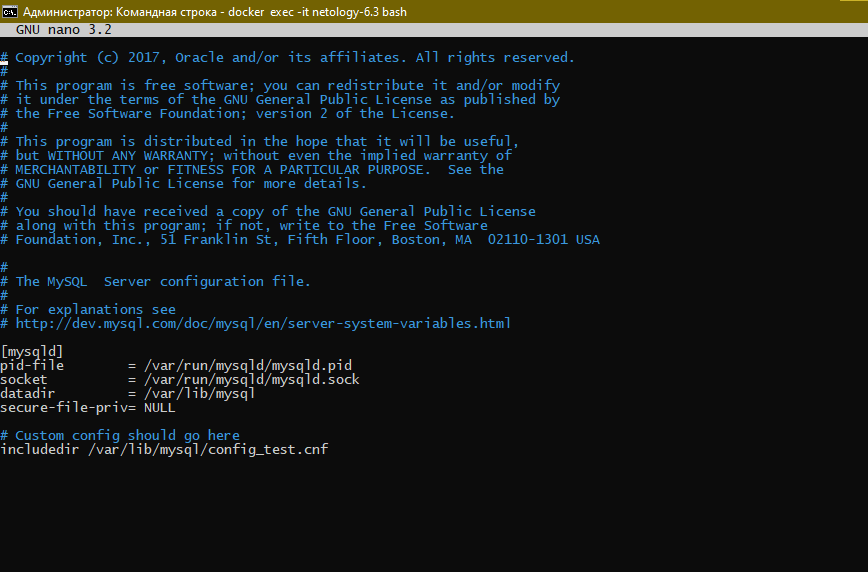 Администратор: Командная строка - docker exec -it netology-6.3 bash
GNU nano 3.2
# Copyright (c) 2017, Oracle and/or its affiliates. All rights reserved.
#
# This program is free software; you can redistribute it and/or modify
# it under the terms of the GNU General Public License as published by
# the Free Software Foundation; version 2 of the License.
#
# This program is distributed in the hope that it will be useful,
# but WITHOUT ANY WARRANTY; without even the implied warranty of
# MERCHANTABILITY or FITNESS FOR A PARTICULAR PURPOSE.  See the
# GNU General Public License for more details.
#
# You should have received a copy of the GNU General Public License
# along with this program; if not, write to the Free Software
# Foundation, Inc., 51 Franklin St, Fifth Floor, Boston, MA  02110-1301 USA
#
# The MySQL  Server configuration file.
#
# For explanations see
# http://dev.mysql.com/doc/mysql/en/server-system-variables.html
[mysqld]
pid-file        = /var/run/mysqld/mysqld.pid
socket          = /var/run/mysqld/mysqld.sock
datadir         = /var/lib/mysql
secure-file-priv= NULL
# Custom config should go here
includedir /var/lib/mysql/config_test.cnf